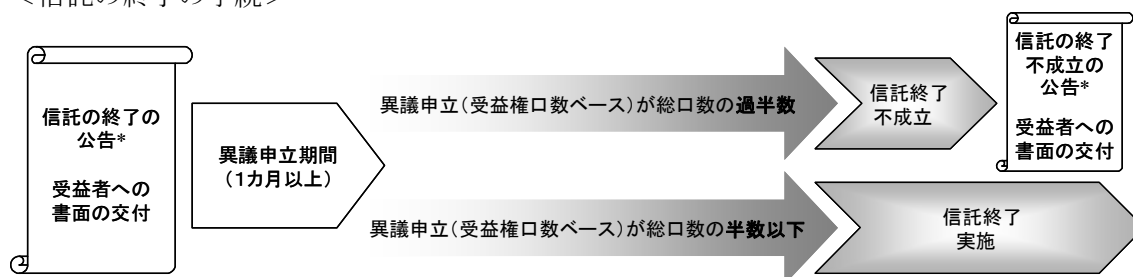 <信託の終了の手続>
信託の終了の
公告*
受益者への
書面の交付
異議申立期間
(1カ月以上)
異議申立(受益権口数ベース)が総口数の過半数
信託終了
不成立
信託の終了
不成立の
公告*
受益者への
書面の交付
異議申立(受益権口数ベース)が総口数の半数以下
信託終了
実施